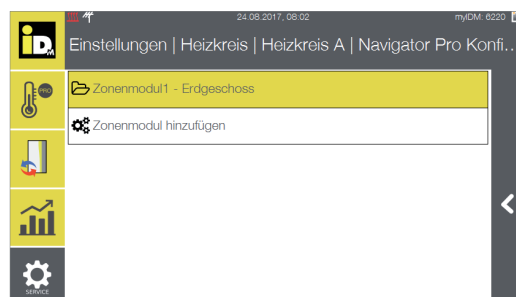 24.08.2017, 08:02
myIDM: 6220
iDM
Einstellungen | Heizkreis | Heizkreis A | Navigator Pro Konfi..
PRO
Zonenmodul1 - Erdgeschoss
Zonenmodul hinzufügen
SERVICE